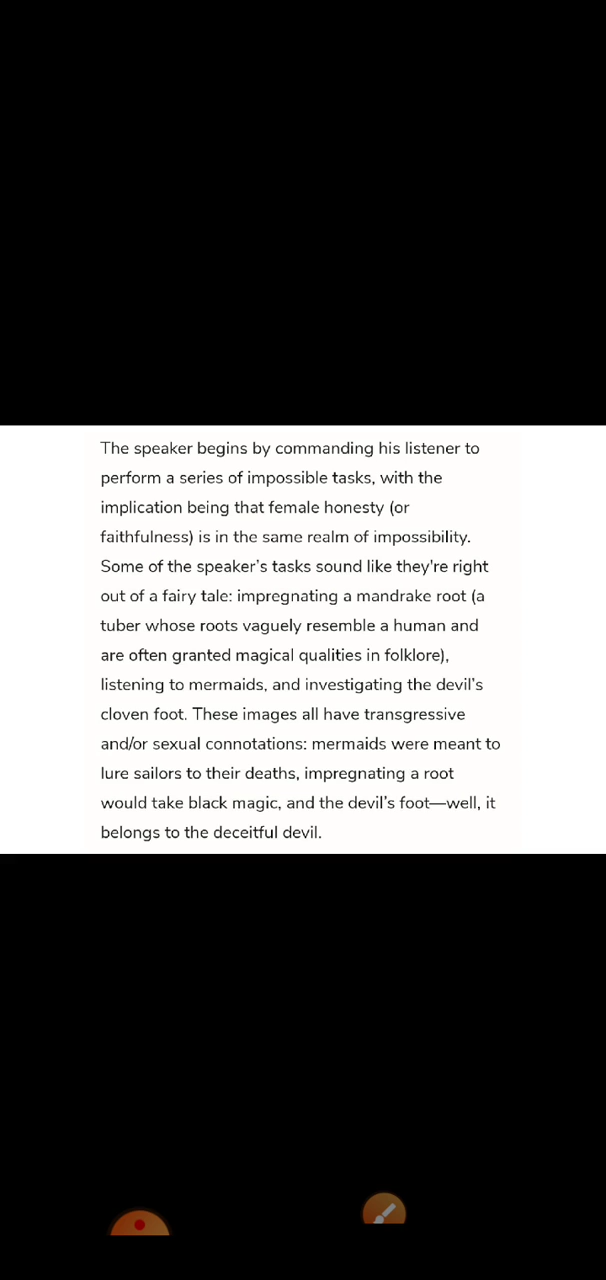 The speaker begins by commanding his listener to
perform a series of impossible tasks, with the
implication being that female honesty (or
faithfulness) is in the same realm of impossibility.
Some of the speaker’s tasks sound like they're right
out of a fairy tale: impregnating a mandrake root (a
tuber whose roots vaguely resemble a human and
are often granted magical qualities in folklore),
listening to mermaids, and investigating the devil’s
cloven foot. These images all have transgressive
and/or sexual connotations: mermaids were meant to
lure sailors to their deaths, impregnating a root
would take black magic, and the devil’s foot—well, it
belongs to the deceitful devil.